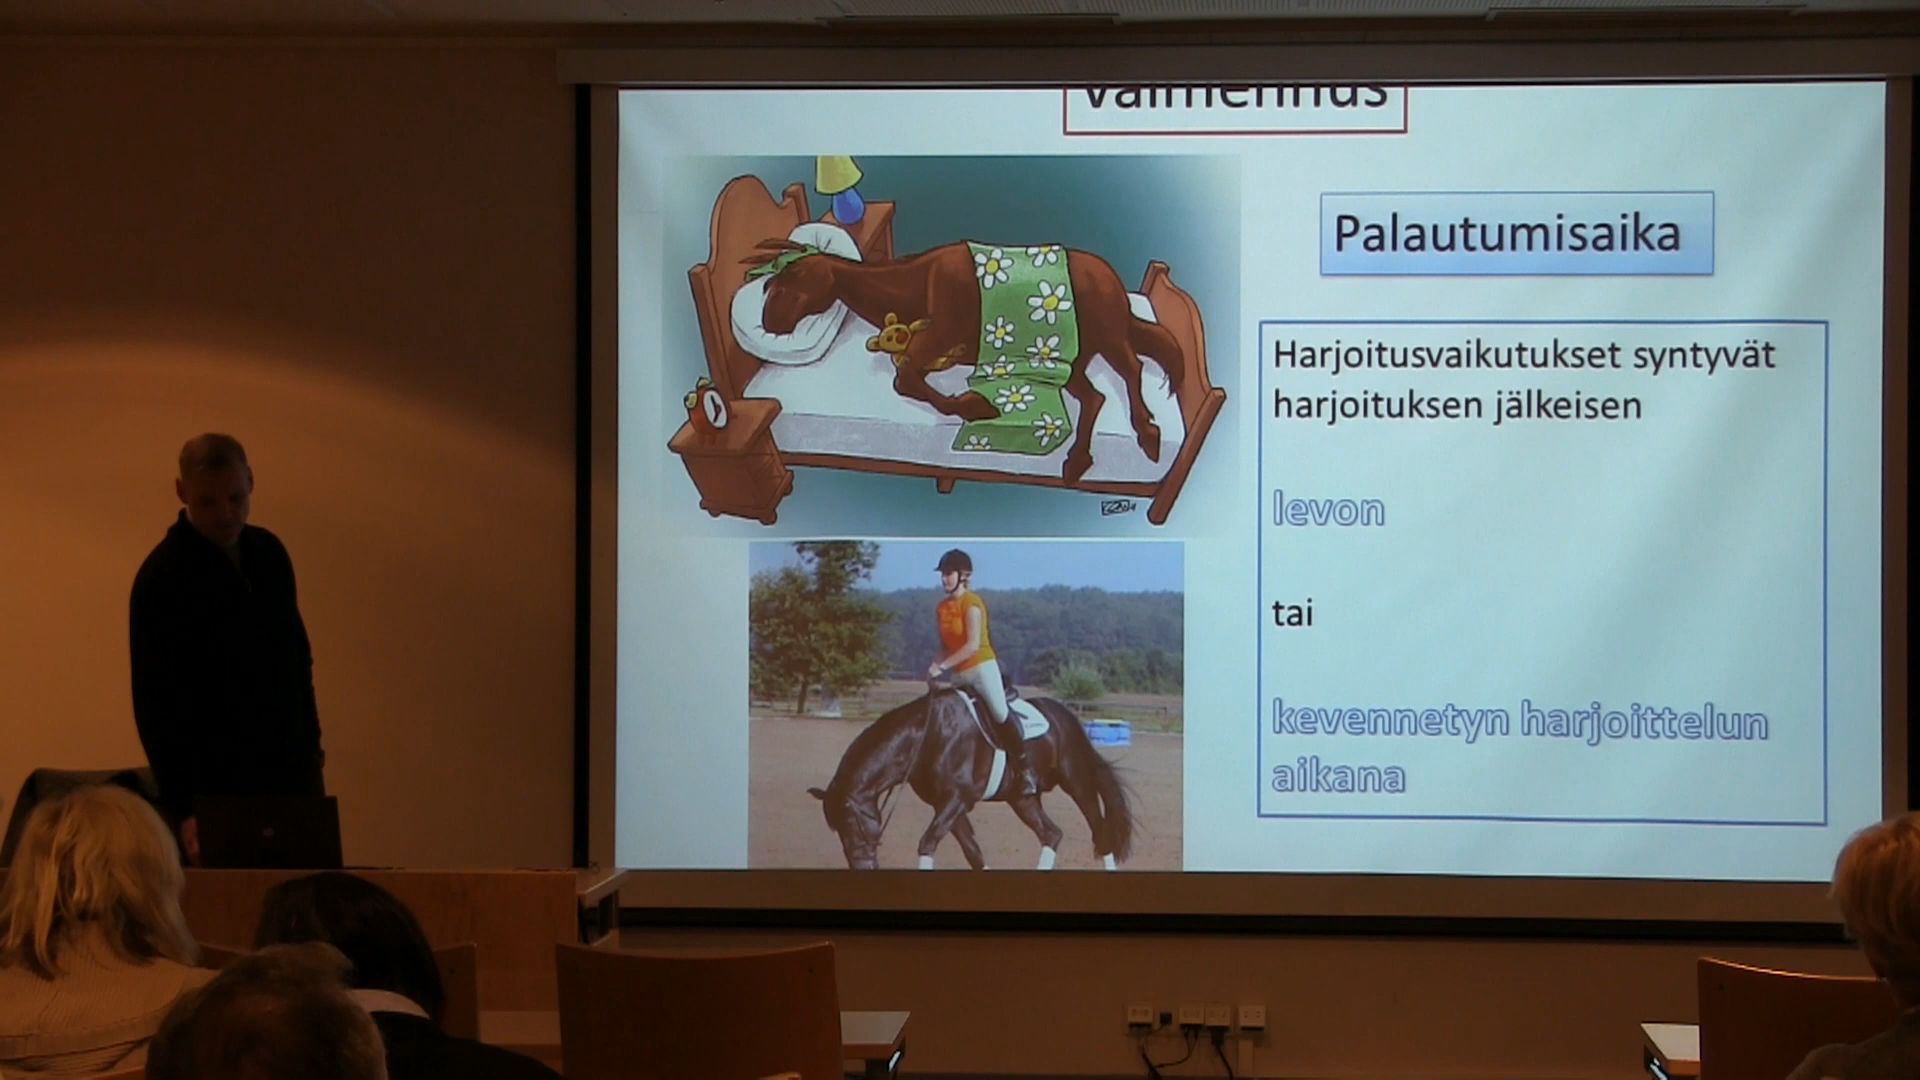 valmennus
Palautumisaika
Harjoitusvaikutukset syntyvät
harjoituksen jälkeisen
levon
tai
kevennetyn harjoittelun
aikana